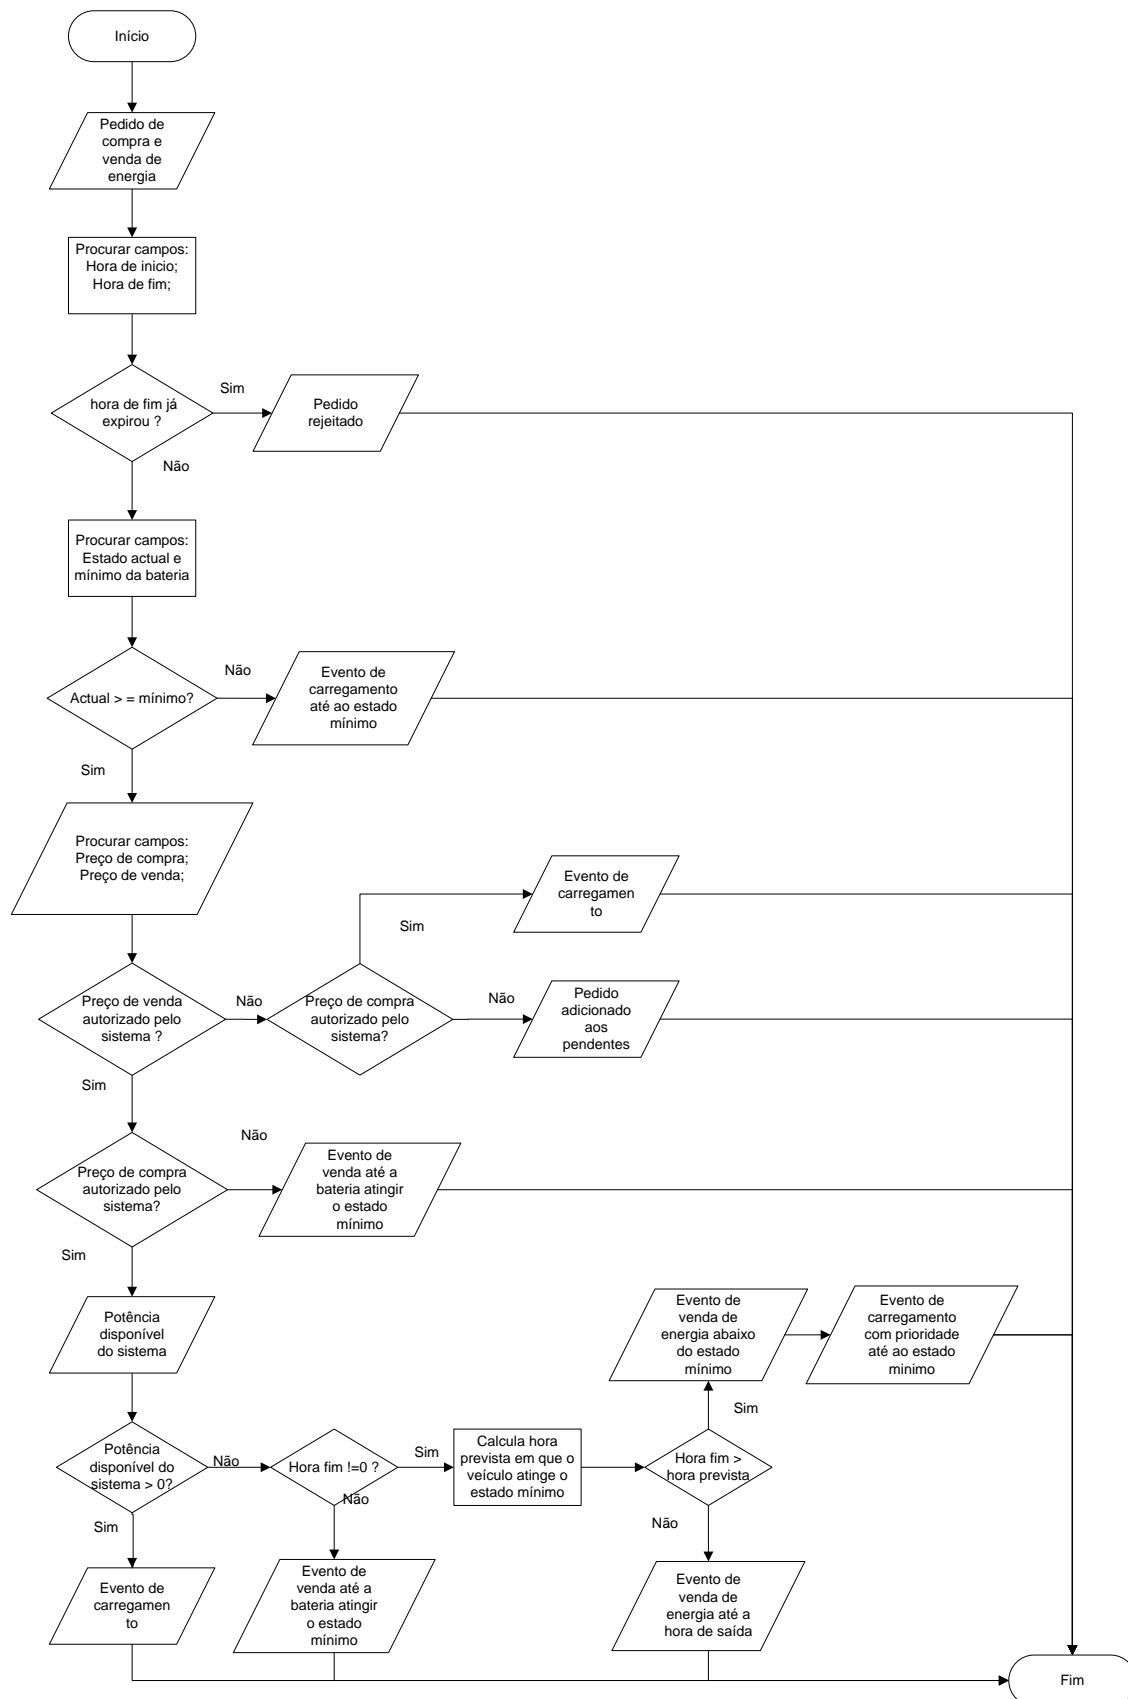 Início
Pedido de
compra e
venda de
energia
Procurar campos:
Hora de inicio;
Hora de fim;
hora de fim já
expirou ?
Sim
Pedido
rejeitado
Não
Procurar campos:
Estado actual e
mínimo da bateria
Actual > = mínimo?
Não
Evento de
carregamento
até ao estado
mínimo
Sim
Procurar campos:
Preço de compra;
Preço de venda;
Evento de
carregamen
to
Sim
Preço de venda
autorizado pelo
sistema ?
Não
Preço de compra
autorizado pelo
sistema?
Não
Pedido
adicionado
aos
pendentes
Sim
Preço de compra
autorizado pelo
sistema?
Não
Evento de
venda até a
bateria atingir
o estado
mínimo
Sim
Potência
disponível
do sistema
Evento de
venda de
energia abaixo
do estado
mínimo
Evento de
carregamento
com prioridade
até ao estado
minimo
Sim
Potência
disponível do
sistema > 0?
Não
Hora fim !=0 ?
Sim
Calcula hora
prevista em que o
veículo atinge o
estado mínimo
Hora fim >
hora prevista
Não
Sim
Não
Evento de
carregamen
to
Evento de
venda até a
bateria atingir
o estado
mínimo
Evento de
venda de
energia até a
hora de saída
Fim